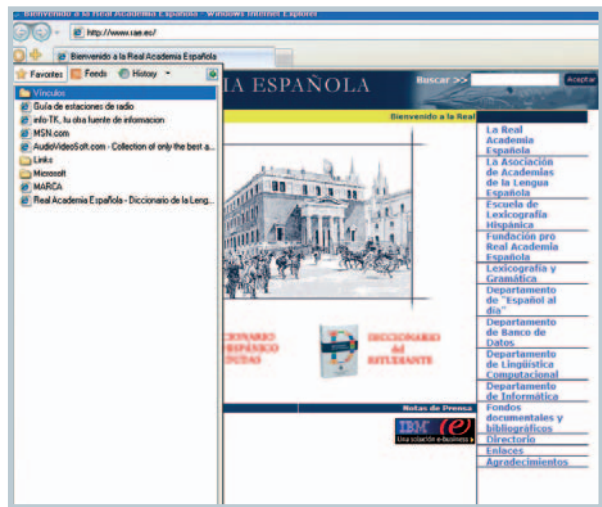 Bienvenido a la Real Academia Española - Windows Internet Explorer
http://www.rae.es/
Bienvenido a la Real Academia Española
Favorites Feeds History
Vínculos
Guía de estaciones de radio
info-TK, tu otra fuente de informacion
MSN.com
AudioVideoSoft.com - Collection of only the best a...
Links
Microsoft
MARCA
Real Academia Española - Diccionario de la Leng...
IA ESPAÑOLA
Buscar >>
Aceptar
Bienvenido a la Real
La Real
Academia
Española
La Asociación
de Academias
de la Lengua
Española
Escuela de
Lexicografía
Hispánica
Fundación pro
Real Academia
Española
Lexicografía y
Gramática
Departamento
de "Español al
día"
Departamento
de Banco de
Datos
Departamento
de Lingüística
Computacional
Departamento
de Informática
Fondos
documentales y
bibliográficos
Directorio
Enlaces
Agradecimientos
CIONARIO
HISPÁNICO
DUDAS
DICCIONARIO
del
ESTUDIANTE
Notas de Prensa
IBM
Una solución e-business